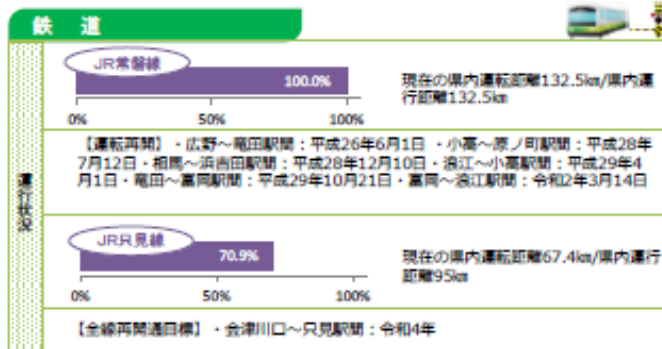 鉄 道
JR常磐線
100.0%
現在の県内運転距離132.5km/県内運
行距離132.5km
0% 50% 100%
【運転再開】・広野～竜田駅間：平成26年6月1日 ・小高～原ノ町駅間：平成28年
7月12日・相馬～浜吉田駅間：平成28年12月10日・浪江～小高駅間：平成29年4
月1日・竜田～富岡駅間：平成29年10月21日・富岡～浪江駅間：令和2年3月14日
運行状況
JR只見線
70.9%
現在の県内運転距離67.4km/県内運行
距離95km
0% 50% 100%
【全線再開通目標】・会津川口～只見駅間：令和4年